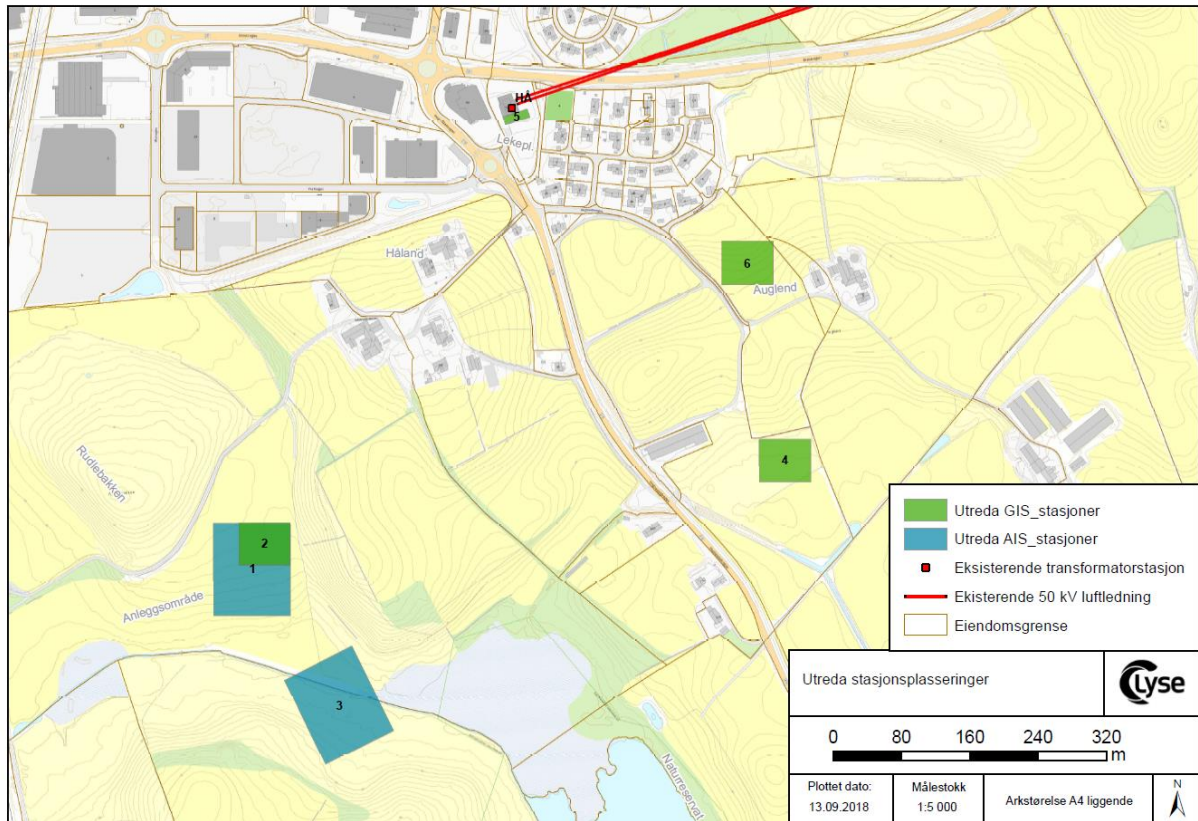 HÅ
5
Lekepl.
Håland
6
Auglend
4
Rudlebakken
2
1
Anleggsområde
3
Naturreservat
Utreda GIS_stasjoner
Utreda AIS_stasjoner
Eksisterende transformatorstasjon
Ekisterende 50 kV luftledning
Eiendomsgrense
Utreda stasjonsplasseringer
Lyse
0 80 160 240 320
m
Plottet dato:
13.09.2018
Målestokk
1:5 000
Arkstørelse A4 liggende
N